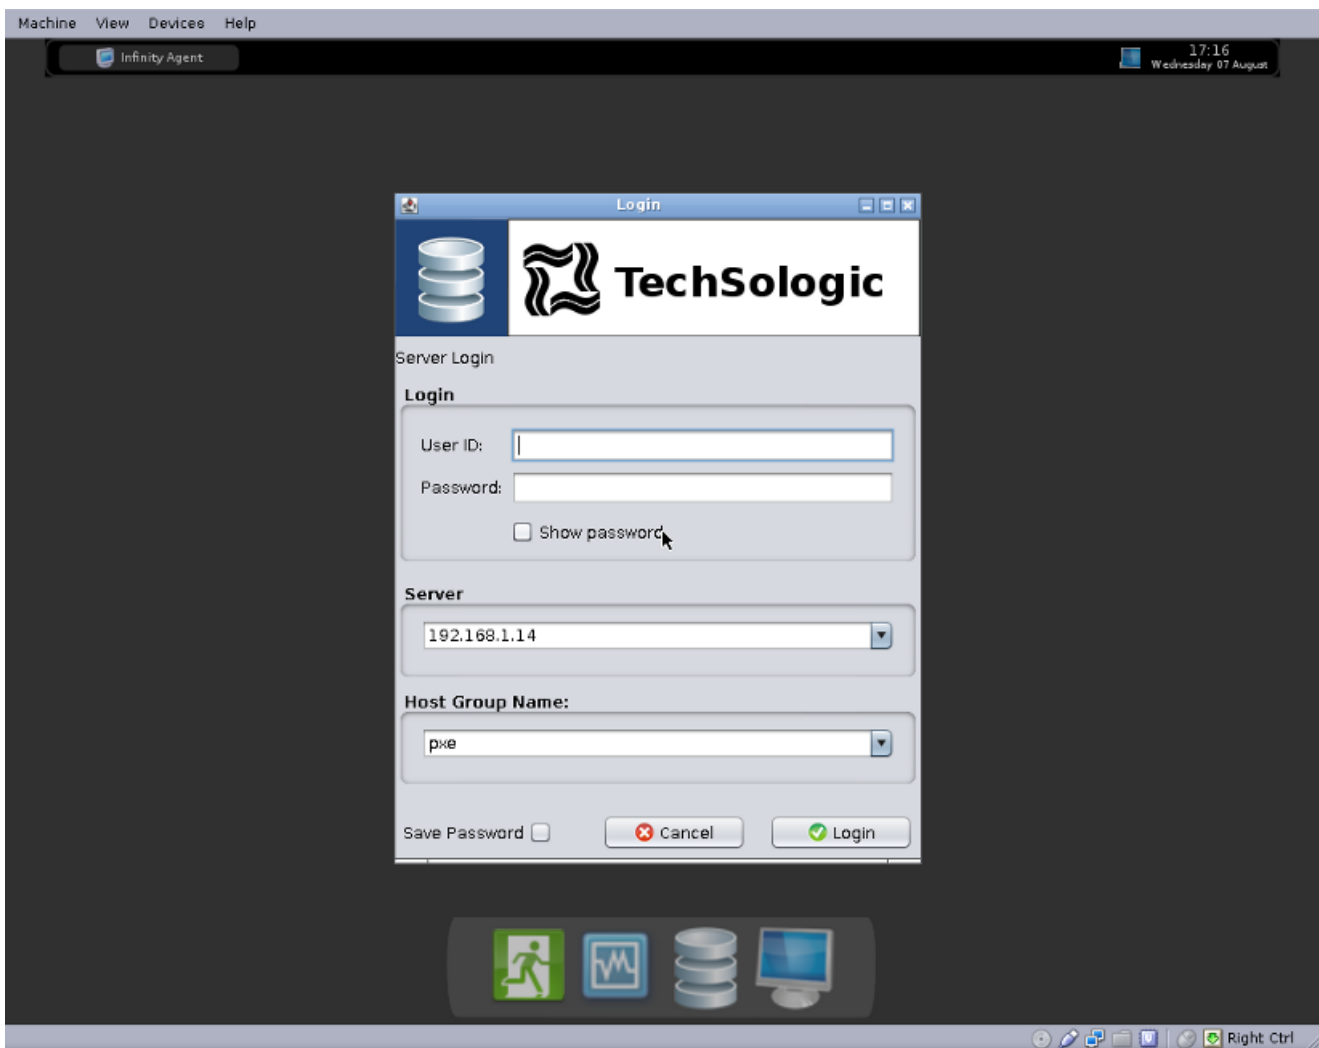 Machine View Devices Help
Infinity Agent
17:16
Wednesday 07 August
Login
TechSologic
Server Login
Login
User ID:
Password:
Show password
Server
192.168.1.14
Host Group Name:
pxe
Save Password Cancel Login
Right Ctrl